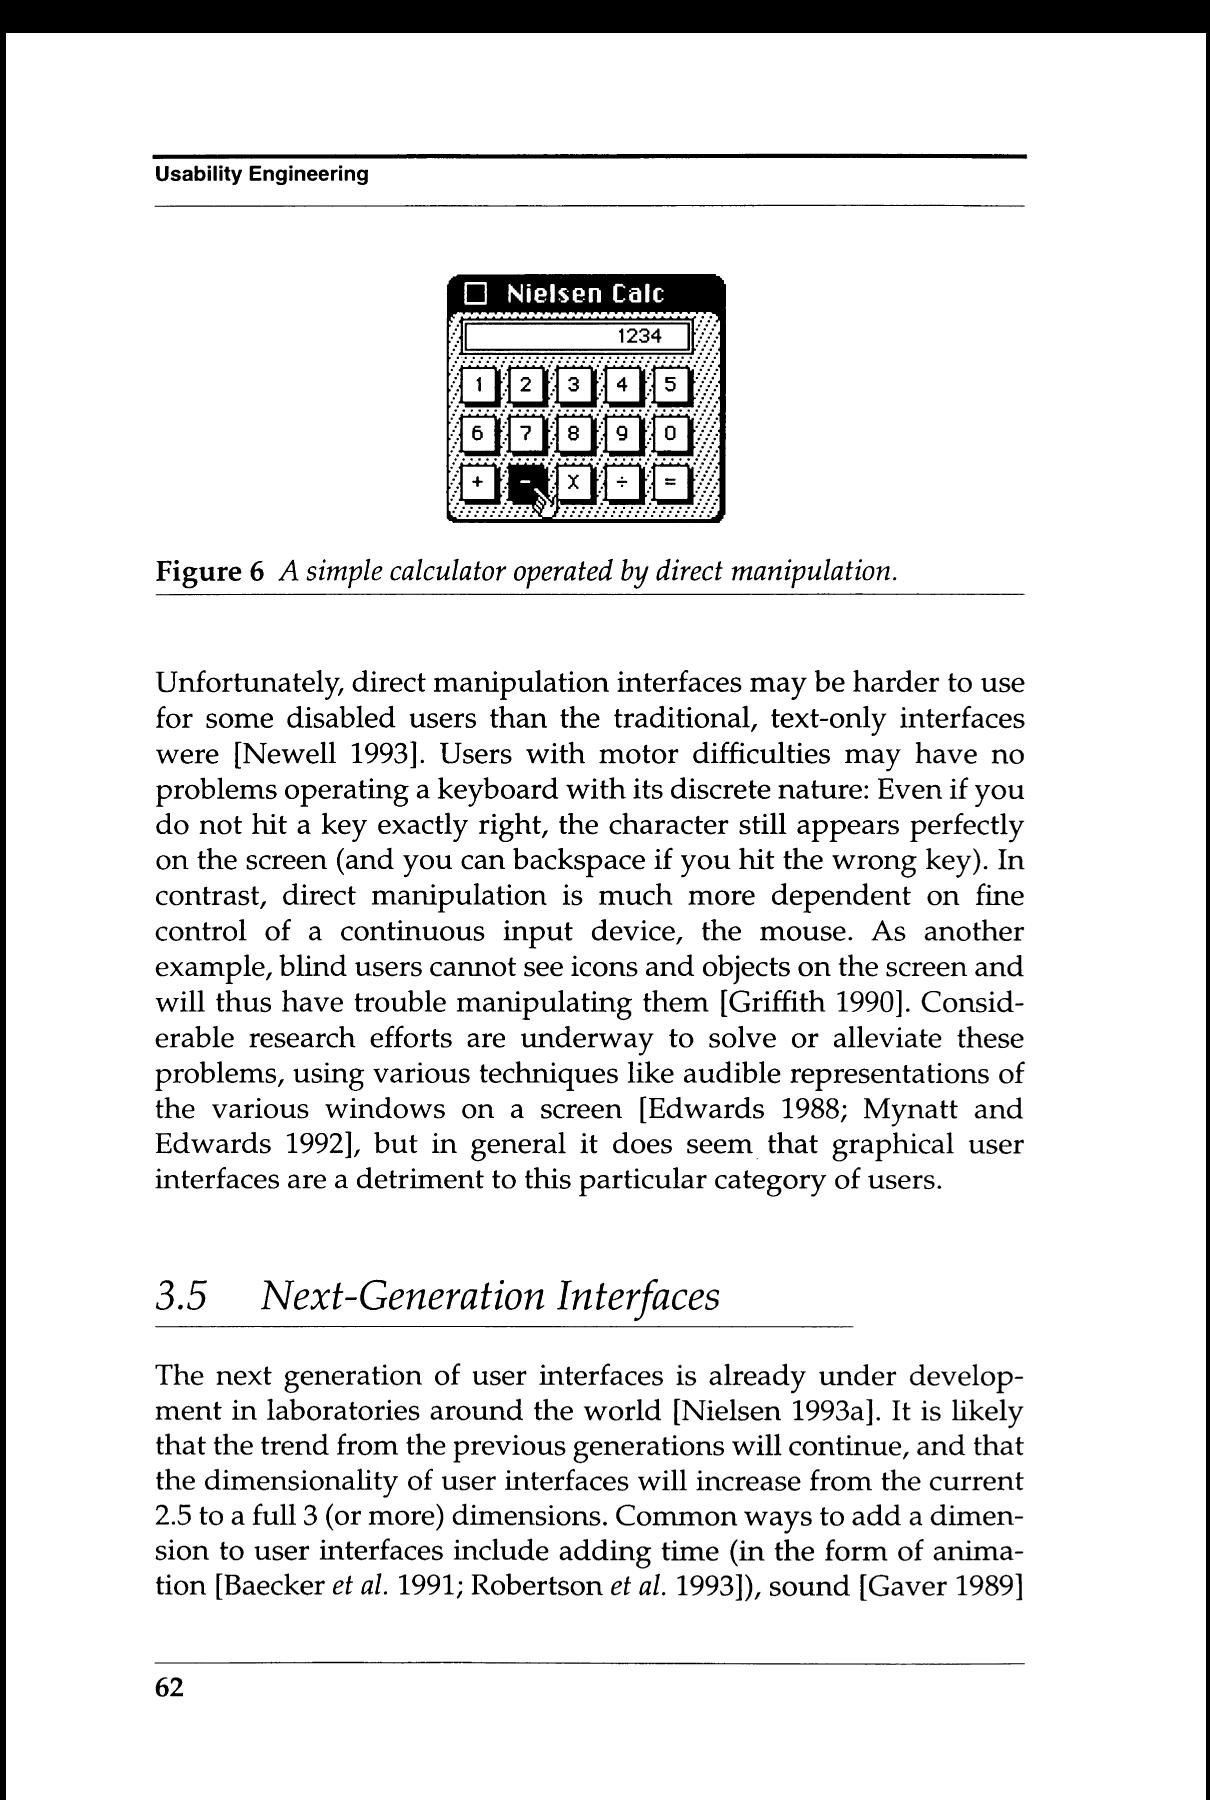 Usability Engineering
Nielsen Calc
1234
1 2 3 4 5
6 7 8 9 0
+ - X ÷ =
Figure 6 A simple calculator operated by direct manipulation.
Unfortunately, direct manipulation interfaces may be harder to use
for some disabled users than the traditional, text-only interfaces
were [Newell 1993]. Users with motor difficulties may have no
problems operating a keyboard with its discrete nature: Even if you
do not hit a key exactly right, the character still appears perfectly
on the screen (and you can backspace if you hit the wrong key). In
contrast, direct manipulation is much more dependent on fine
control of a continuous input device, the mouse. As another
example, blind users cannot see icons and objects on the screen and
will thus have trouble manipulating them [Griffith 1990]. Consid-
erable research efforts are underway to solve or alleviate these
problems, using various techniques like audible representations of
the various windows on a screen [Edwards 1988; Mynatt and
Edwards 1992], but in general it does seem that graphical user
interfaces are a detriment to this particular category of users.
3.5 Next-Generation Interfaces
The next generation of user interfaces is already under develop-
ment in laboratories around the world [Nielsen 1993a]. It is likely
that the trend from the previous generations will continue, and that
the dimensionality of user interfaces will increase from the current
2.5 to a full 3 (or more) dimensions. Common ways to add a dimen-
sion to user interfaces include adding time (in the form of anima-
tion [Baecker et al. 1991; Robertson et al. 1993]), sound [Gaver 1989]
62